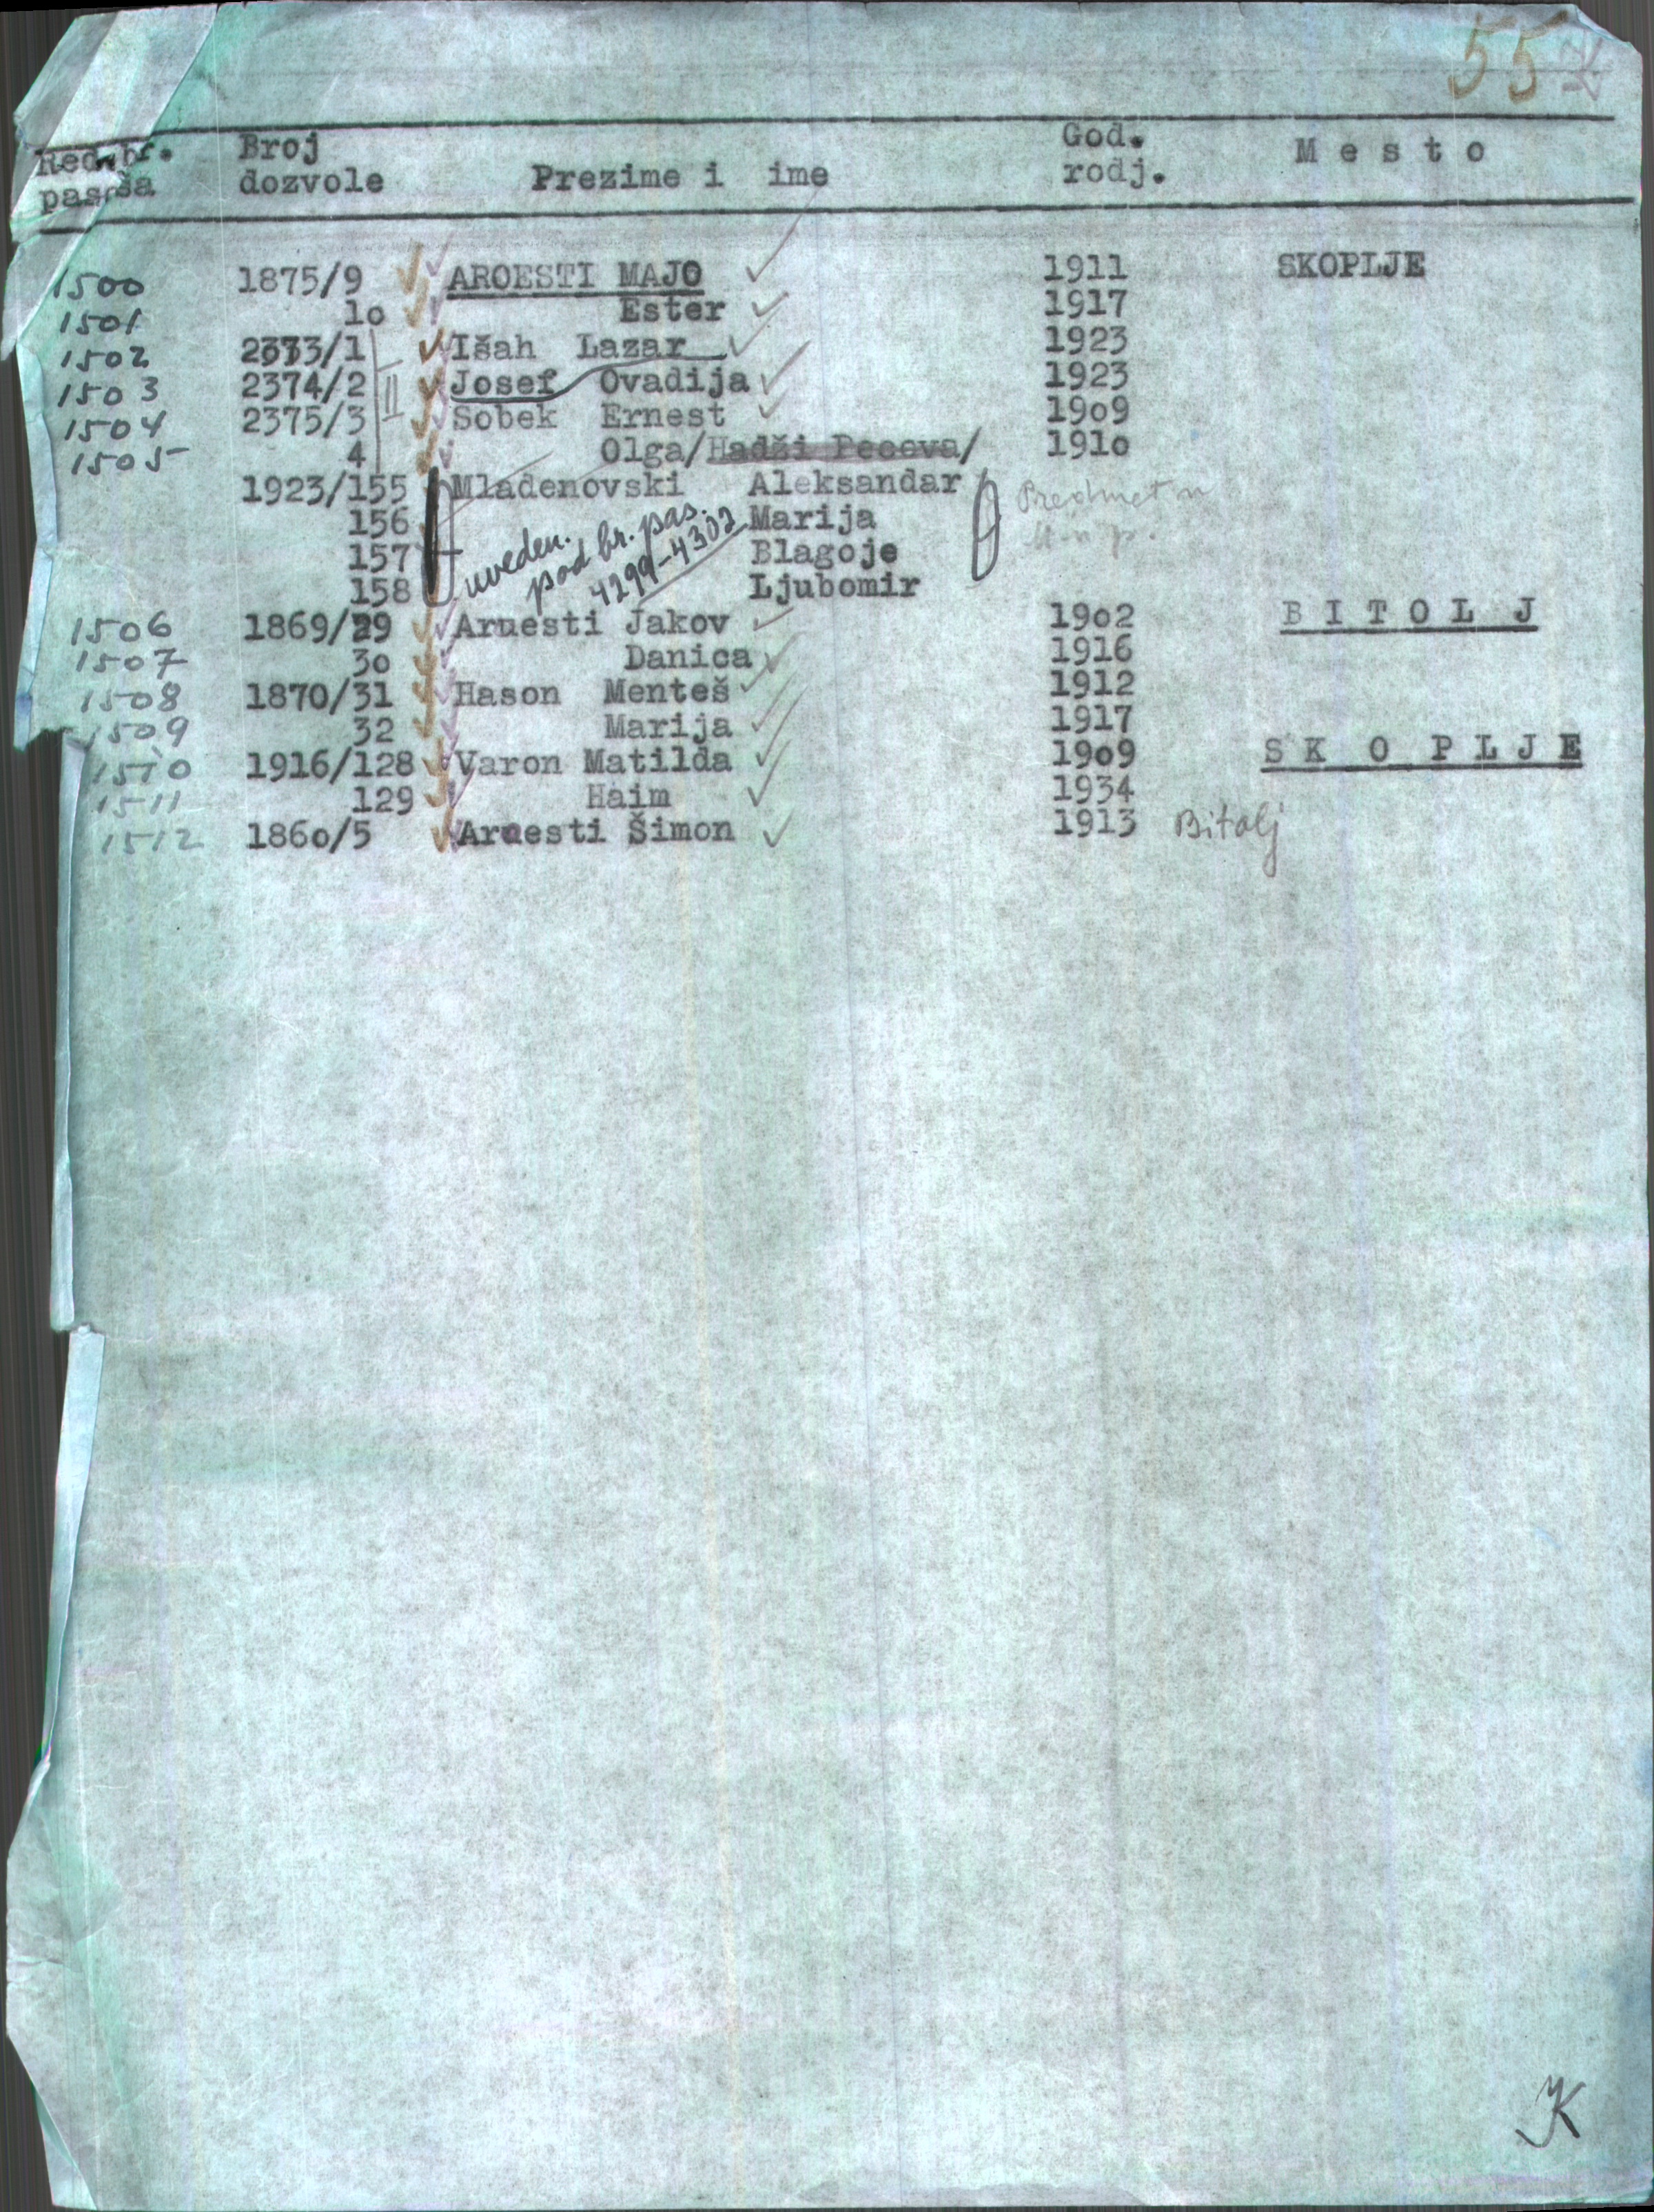 55
Red.br. Broj God. M e s t o
pasoša dozvole Prezime i ime rodj.
1500 1875/9 AROESTI MAJO 1911 SKOPLJE
1501 1o Ester 1917
1502 2373/1 Išah Lazar 1923
1503 2374/2 Josef Ovadija 1923
1504 2375/3 Sobek Ernest 19o9
1505 4 Olga/Hadži Pecova/ 191o
1923/155 Mladenovski Aleksandar Predmet u
156 uveden. Marija M.u.p.
157 pod br. pas. Blagoje
158 4299-4302 Ljubomir
1506 1869/29 Aruesti Jakov 19o2 B I T O L J
1507 3o Danica 1916
1508 1870/31 Hason Menteš 1912
1509 32 Marija 1917
1510 1916/128 Varon Matilda 19o9 S K O P L J E
1511 129 Haim 1934
1512 186o/5 Aruesti Šimon 1913 Bitolj
K